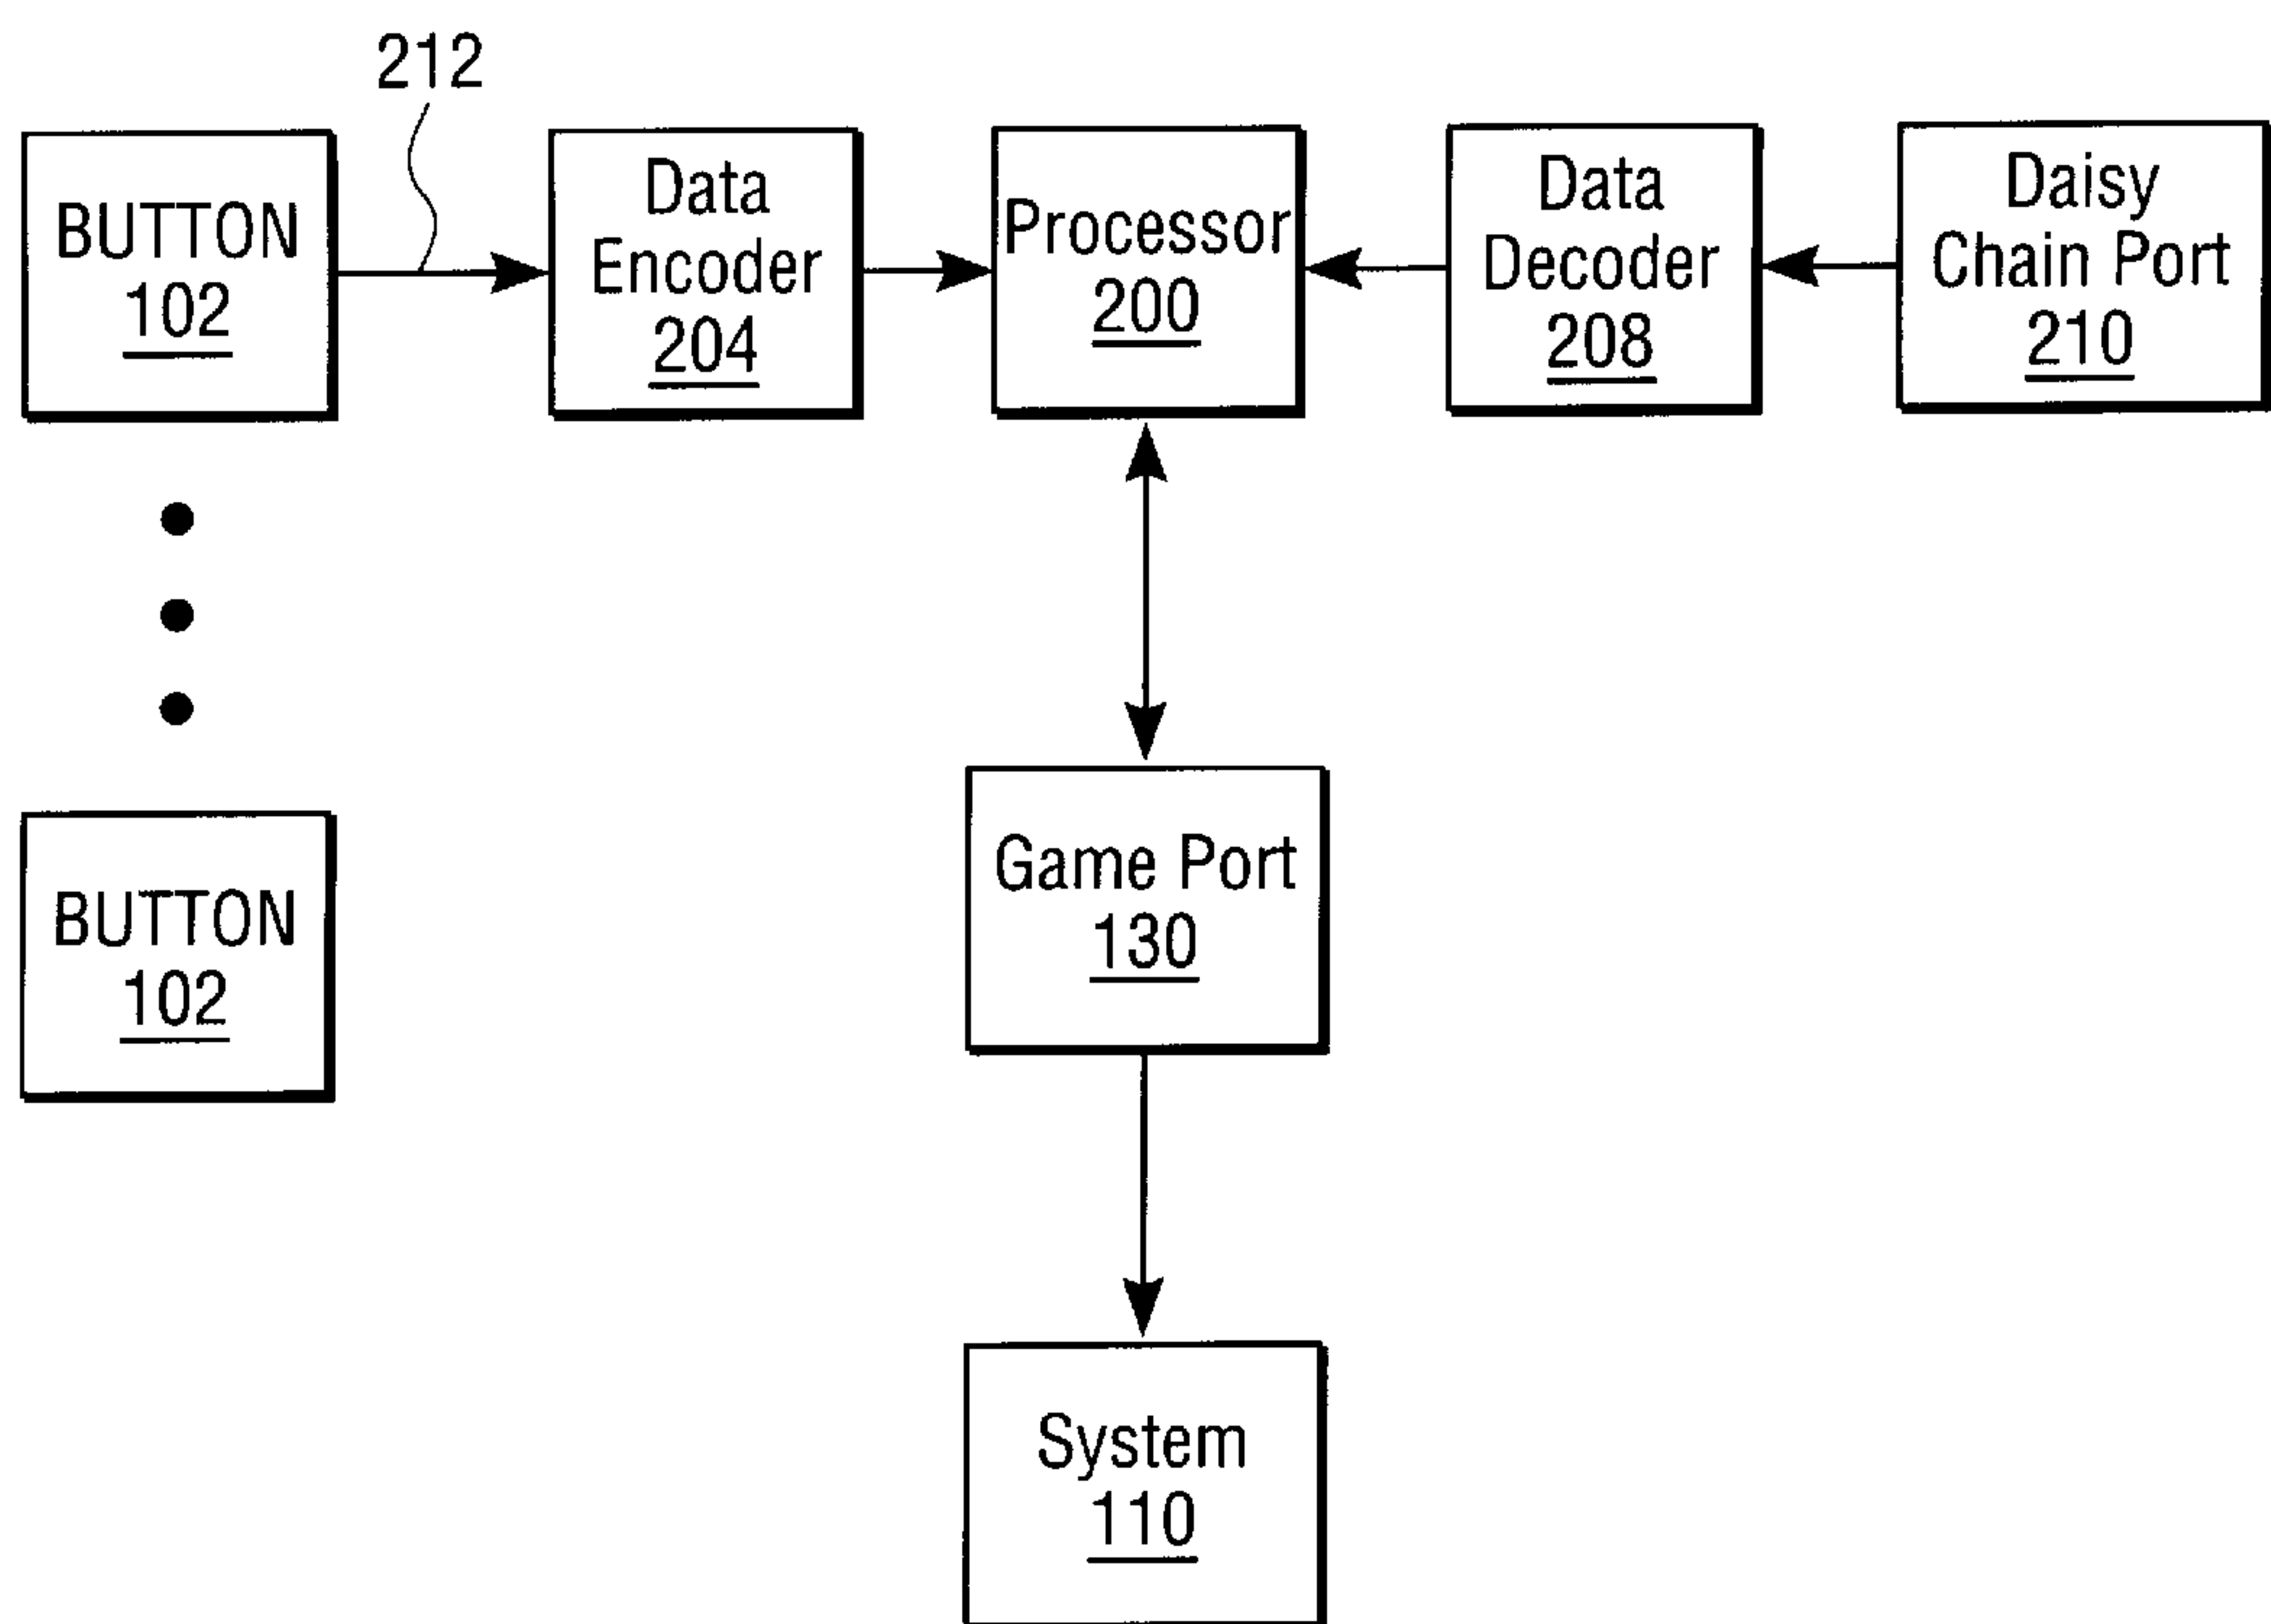 212
BUTTON
102
Data
Encoder
204
Processor
200
Data
Decoder
208
Daisy
Chain Port
210
Game Port
130
BUTTON
102
System
110